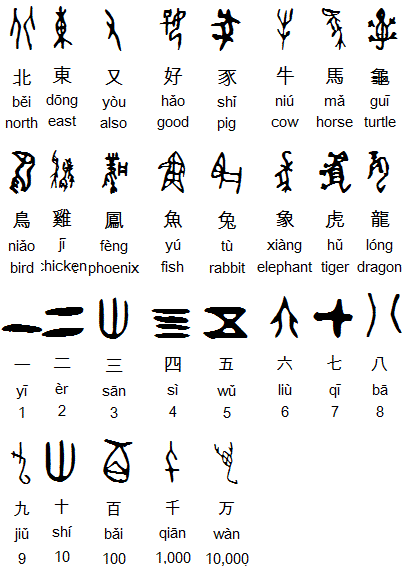 北 東 又 好 豕 牛 馬 龜
běi dōng yòu hǎo shǐ niú mǎ guī
north east also good pig cow horse turtle
鳥 雞 鳳 魚 兔 象 虎 龍
niǎo jī fèng yú tù xiàng hǔ lóng
bird chicken phoenix fish rabbit elephant tiger dragon
一 二 三 四 五 六 七 八
yī èr sān sì wǔ liù qī bā
1 2 3 4 5 6 7 8
九 十 百 千 万
jiǔ shí bǎi qiān wàn
9 10 100 1,000 10,000